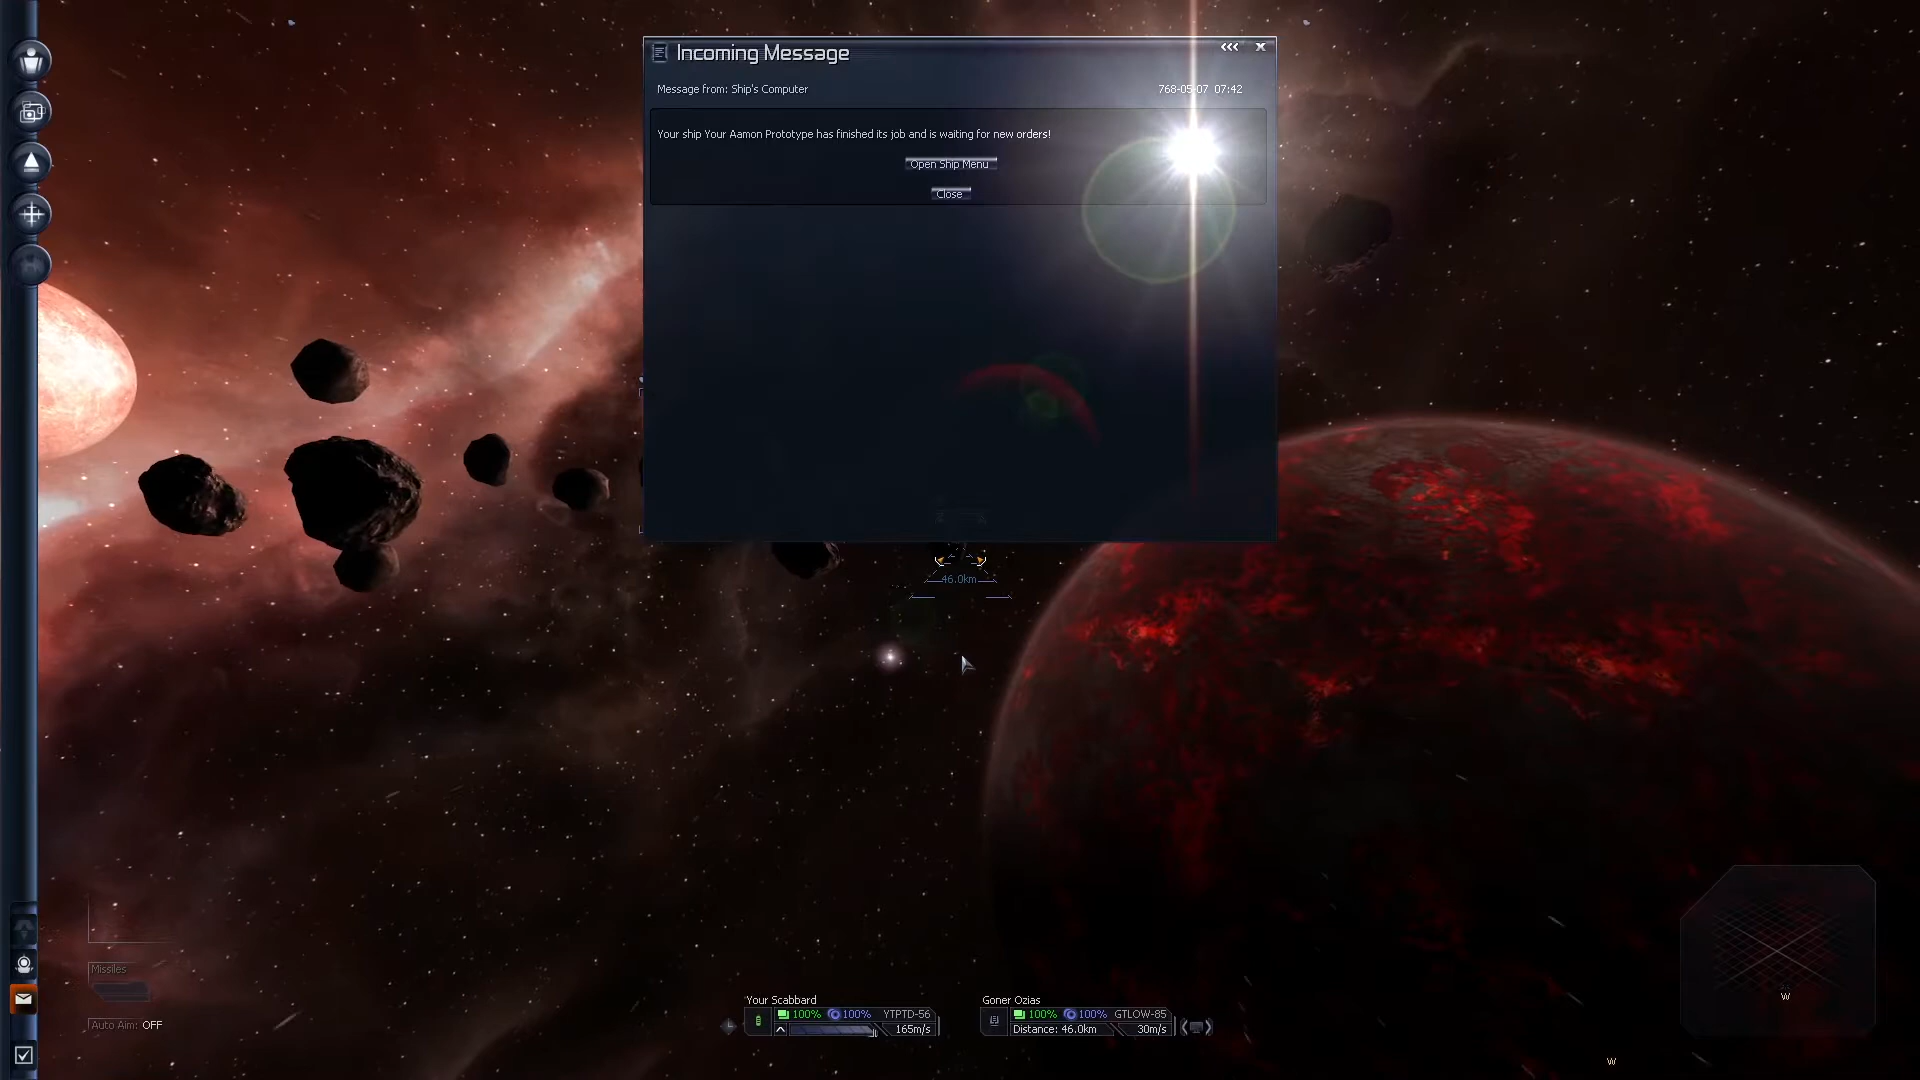 Incoming Message
Message from: Ship's Computer
768-05-07 07:42
Your ship Your Aamon Prototype has finished its job and is waiting for new orders!
Open Ship Menu
Close
46.0km
Missiles
Auto Aim: OFF
Your Scabbard
100% 100% YTPTD-56
165m/s
Goner Ozias
100% 100% GTLOW-85
Distance: 46.0km 30m/s
W
W